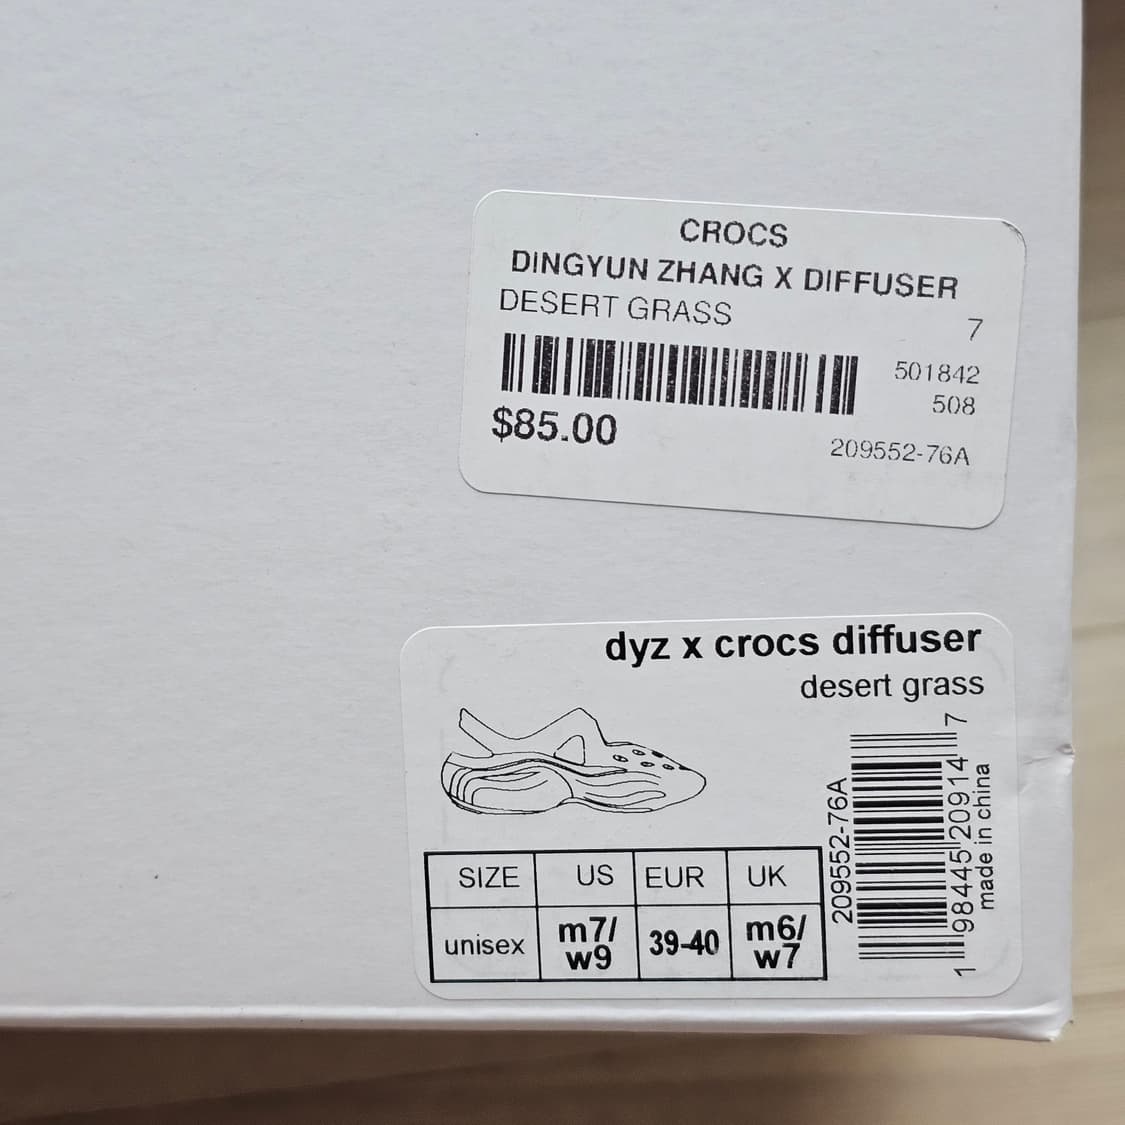 CROCS
DINGYUN ZHANG X DIFFUSER
DESERT GRASS
7
501842
508
$85.00
209552-76A
dyz x crocs diffuser
desert grass
SIZE US EUR UK
unisex m7/w9 39-40 m6/w7
209552-76A
1 98445 20914 7
made in china